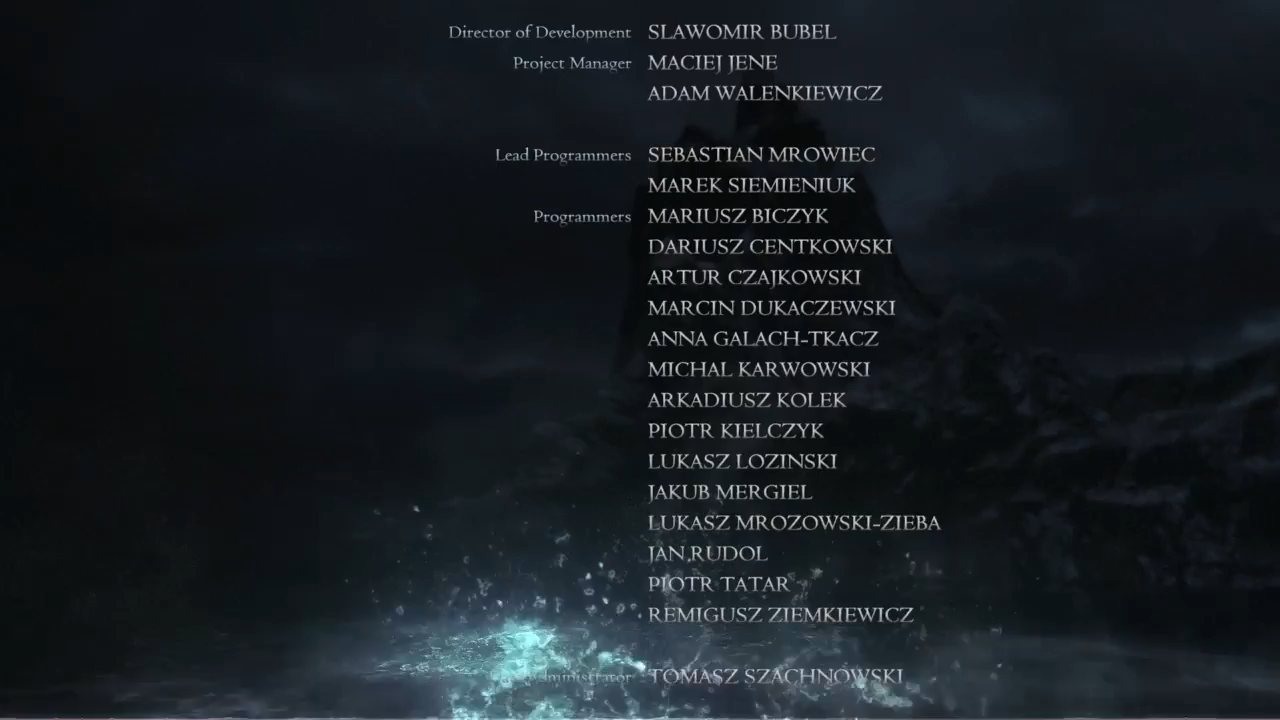 Director of Development SLAWOMIR BUBEL
Project Manager MACIEJ JENE
ADAM WALENKIEWICZ
Lead Programmers SEBASTIAN MROWIEC
MAREK SIEMIENIUK
Programmers MARIUSZ BICZYK
DARIUSZ CENTKOWSKI
ARTUR CZAJKOWSKI
MARCIN DUKACZEWSKI
ANNA GALACH-TKACZ
MICHAL KARWOWSKI
ARKADIUSZ KOLEK
PIOTR KIELCZYK
LUKASZ LOZINSKI
JAKUB MERGIEL
LUKASZ MROZOWSKI-ZIEBA
JAN RUDOL
PIOTR TATAR
REMIGUSZ ZIEMKIEWICZ
Administrator TOMASZ SZACHNOWSKI